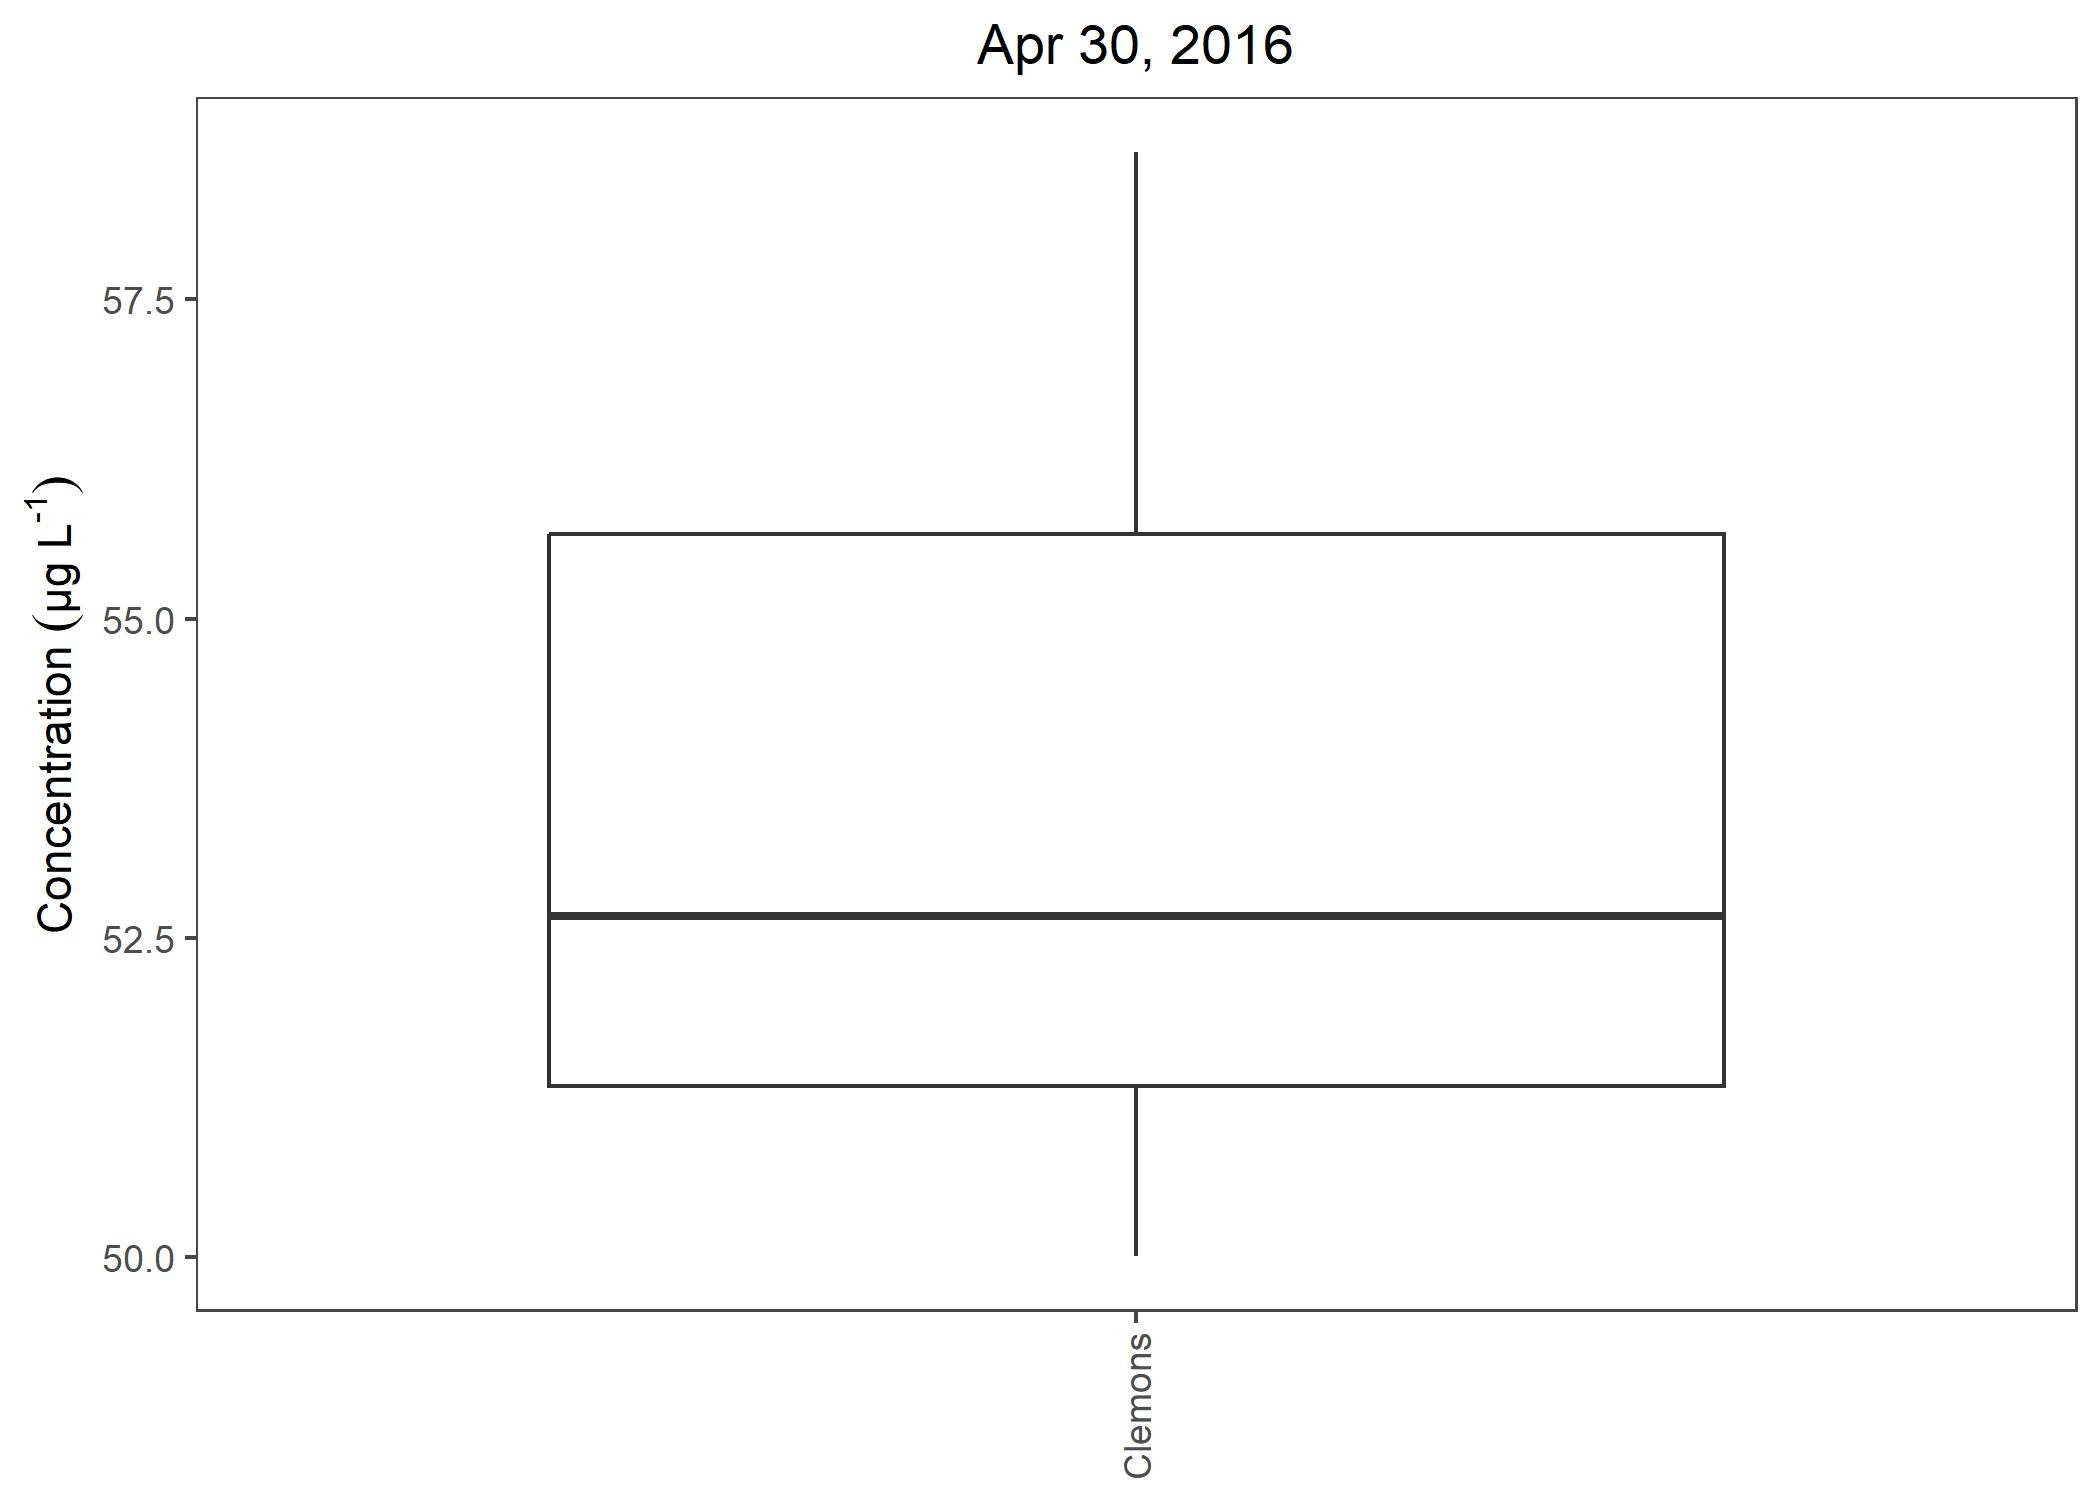 Apr 30, 2016
Concentration (µg L⁻¹)
57.5
55.0
52.5
50.0
Clemons